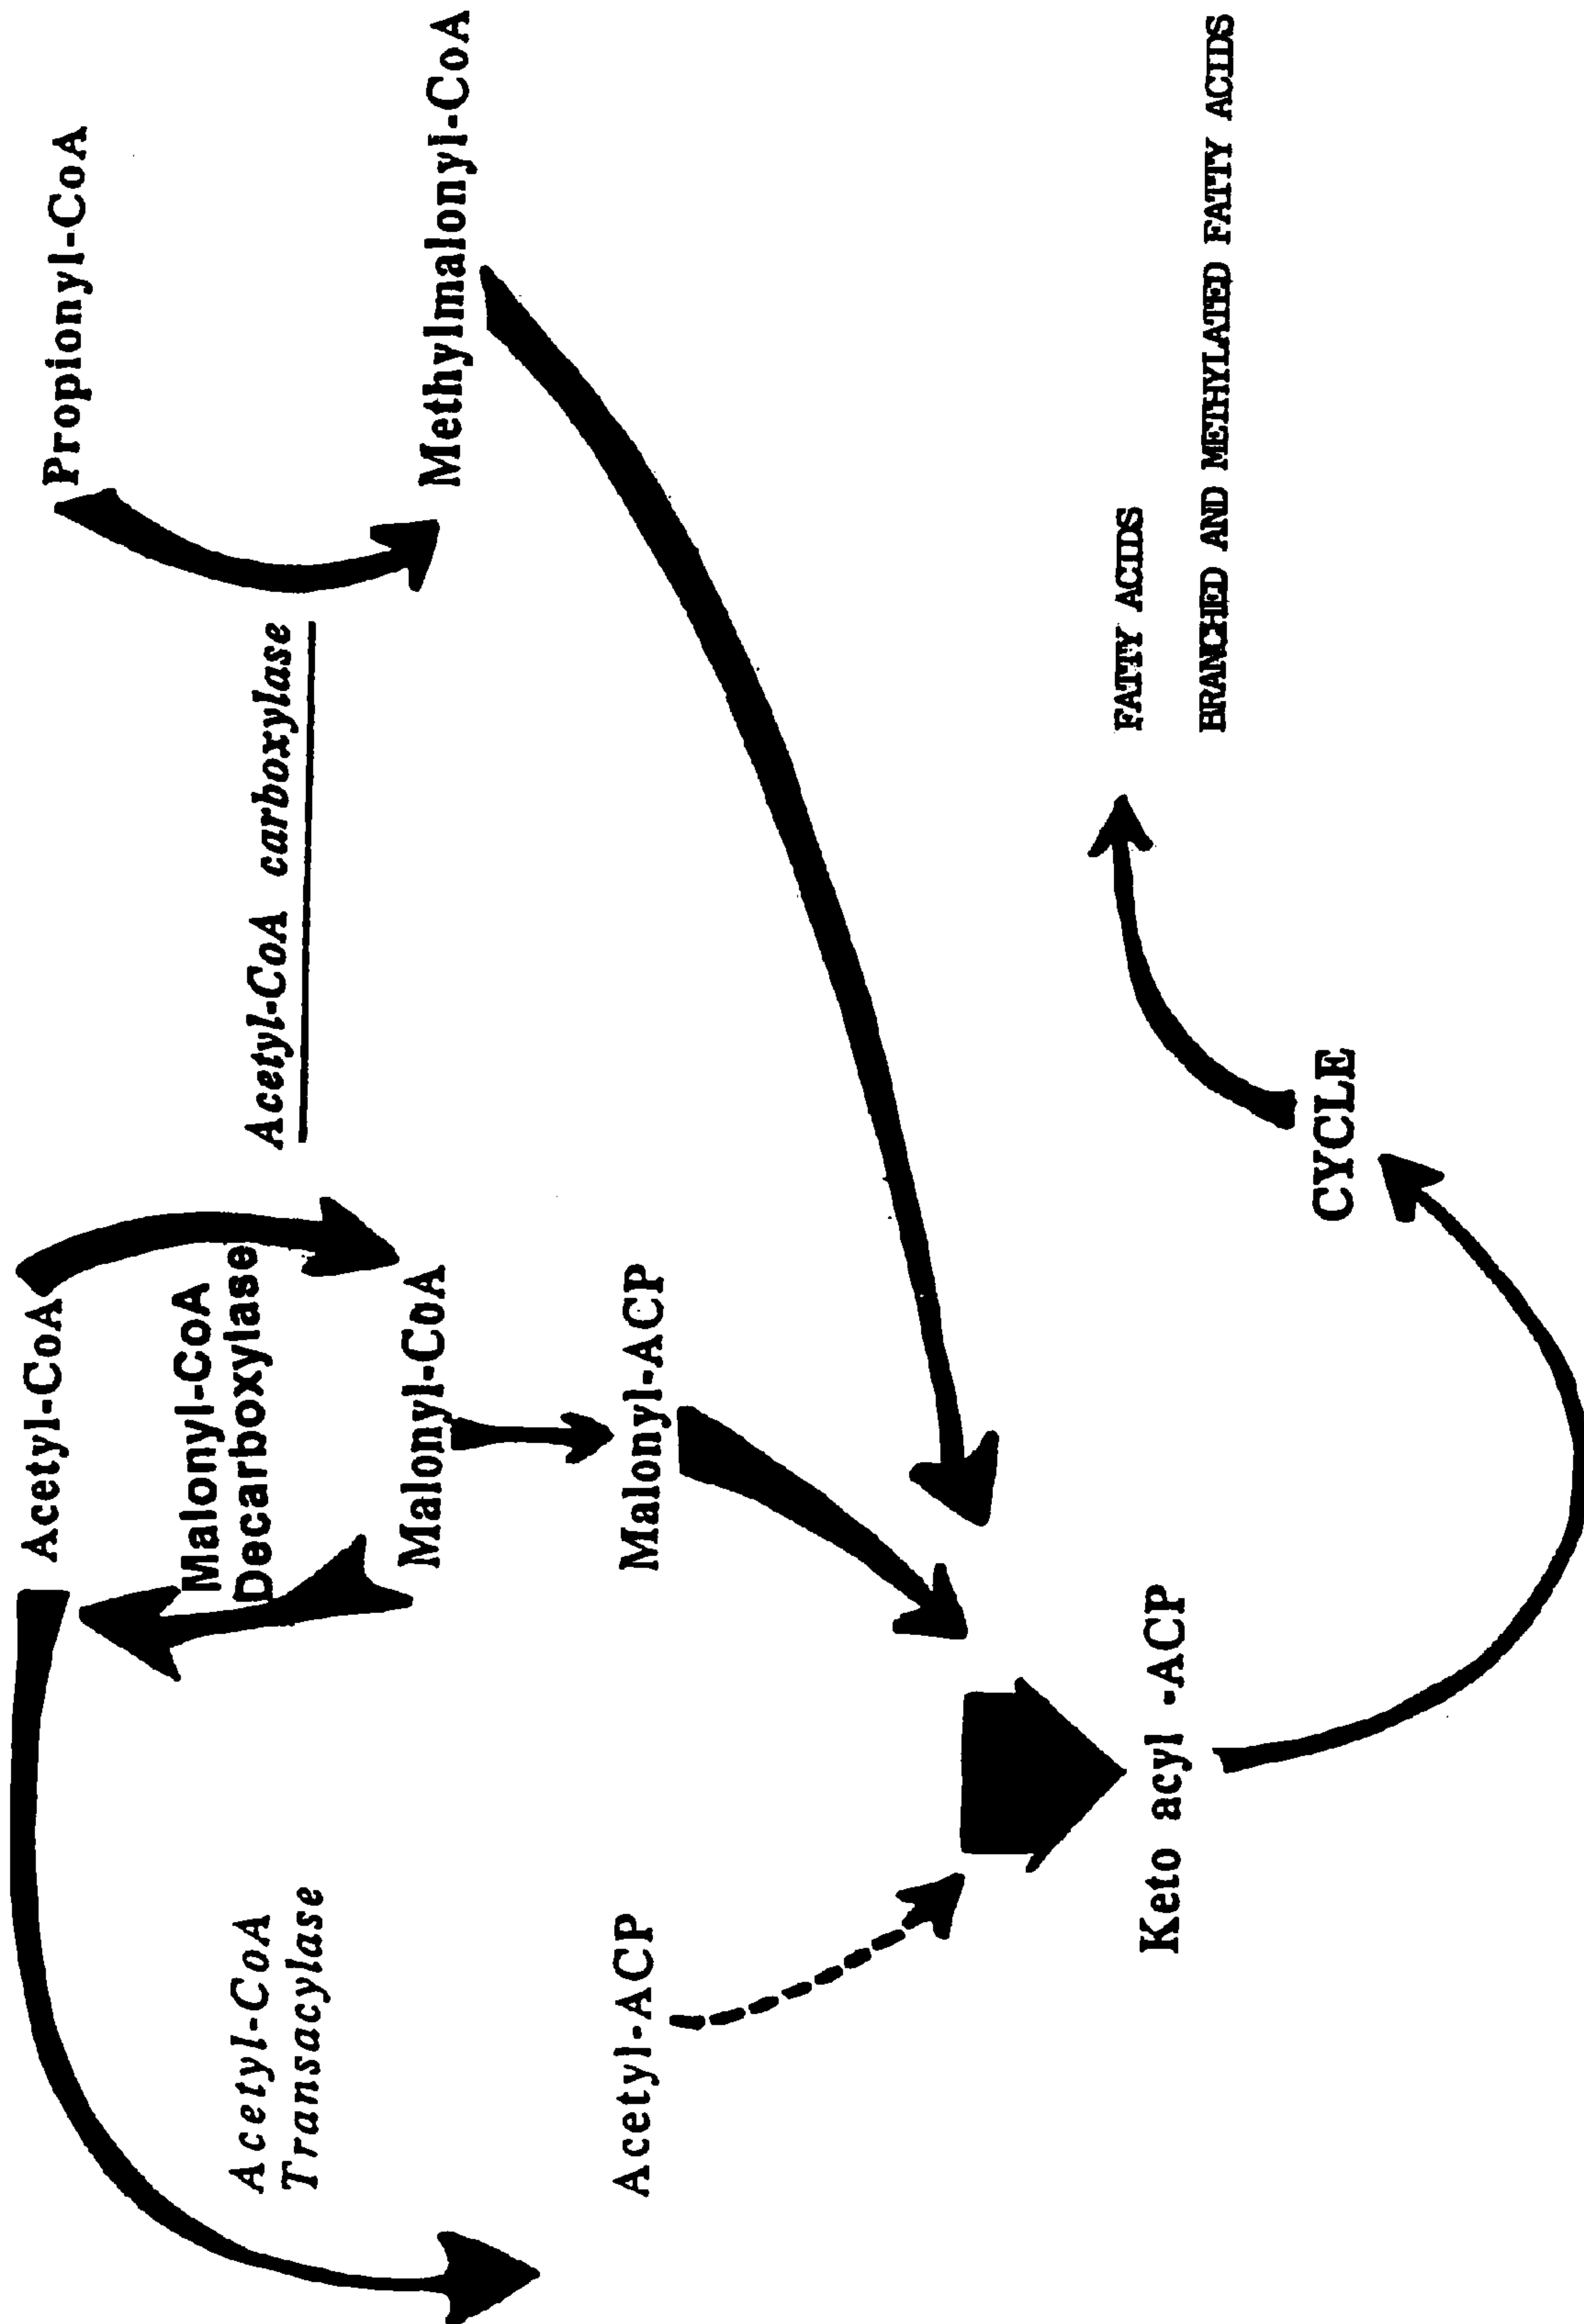 Acetyl-CoA
Propionyl-CoA
Malonyl-CoA
Decarboxylase
Acetyl-CoA
Transacylase
Acetyl-CoA carboxylase
Malonyl-CoA
Methylmalonyl-CoA
Acetyl-ACP
Malonyl-ACP
Keto acyl -ACP
FATTY ACIDS
BRANCHED AND METHYLATED FATTY ACIDS
CYCLE